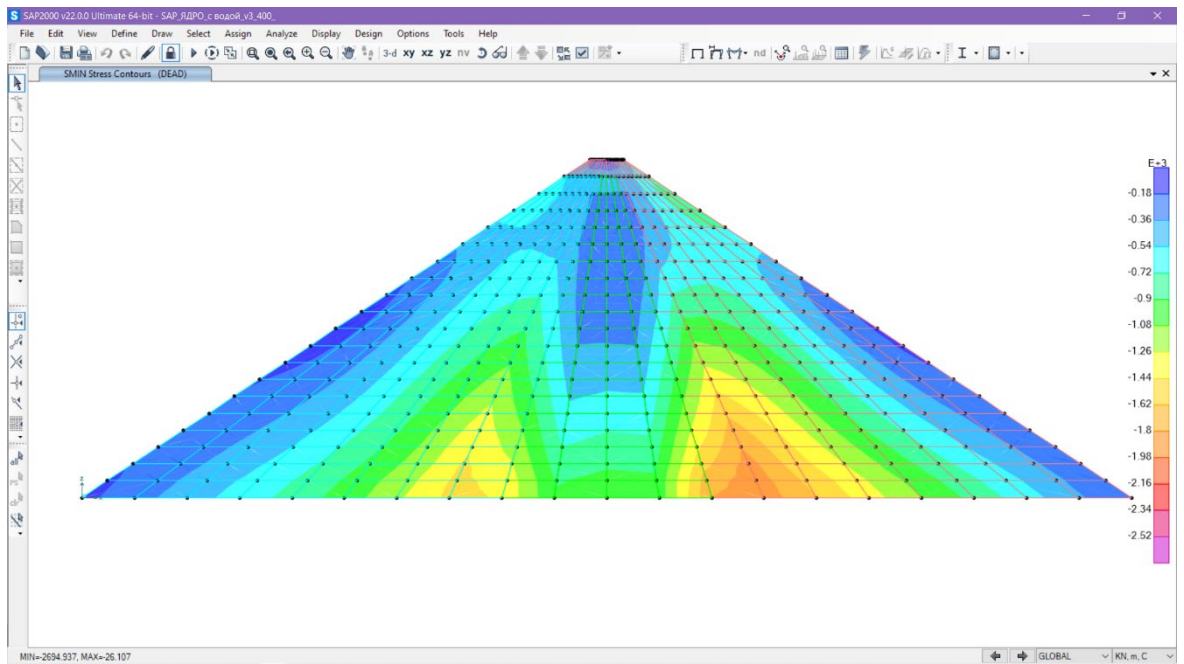 SAP2000 v22.0.0 Ultimate 64-bit - SAP_ЯДРО_с водой_v3_400_
File Edit View Define Draw Select Assign Analyze Display Design Options Tools Help
3-d xy xz yz nv
nd
SMIN Stress Contours (DEAD)
E+3
-0.18
-0.36
-0.54
-0.72
-0.9
-1.08
-1.26
-1.44
-1.62
-1.8
-1.98
-2.16
-2.34
-2.52
all
Z
MIN=-2694.937, MAX=-26.107
GLOBAL
KN, m, C